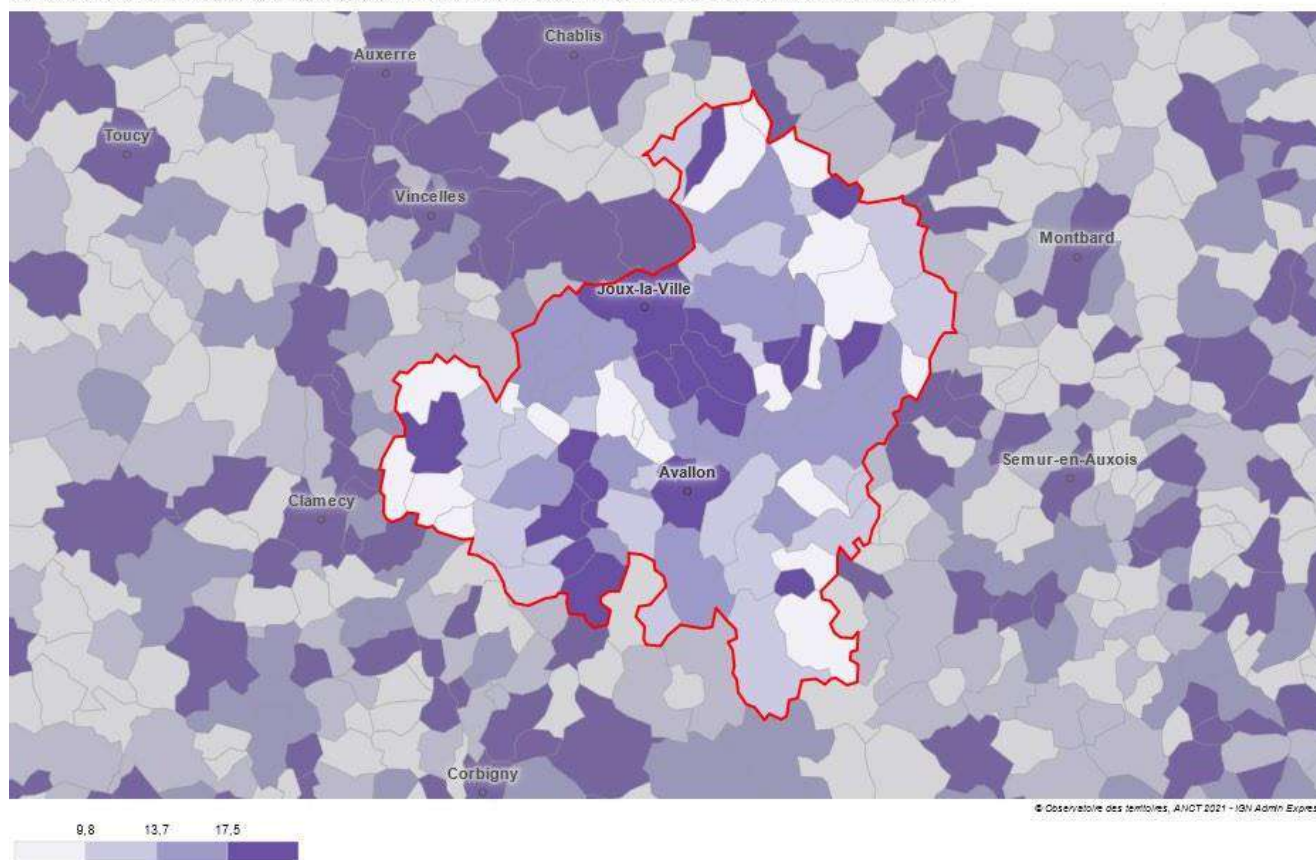 Chablis
Auxerre
Toucy
Vincelles
Montbard
Joux-la-Ville
Semur-en-Auxois
Avallon
Clamecy
Corbigny
© Observatoire des territoires, ANCT 2021 - IGN Admin Expres
9,8 13,7 17,5